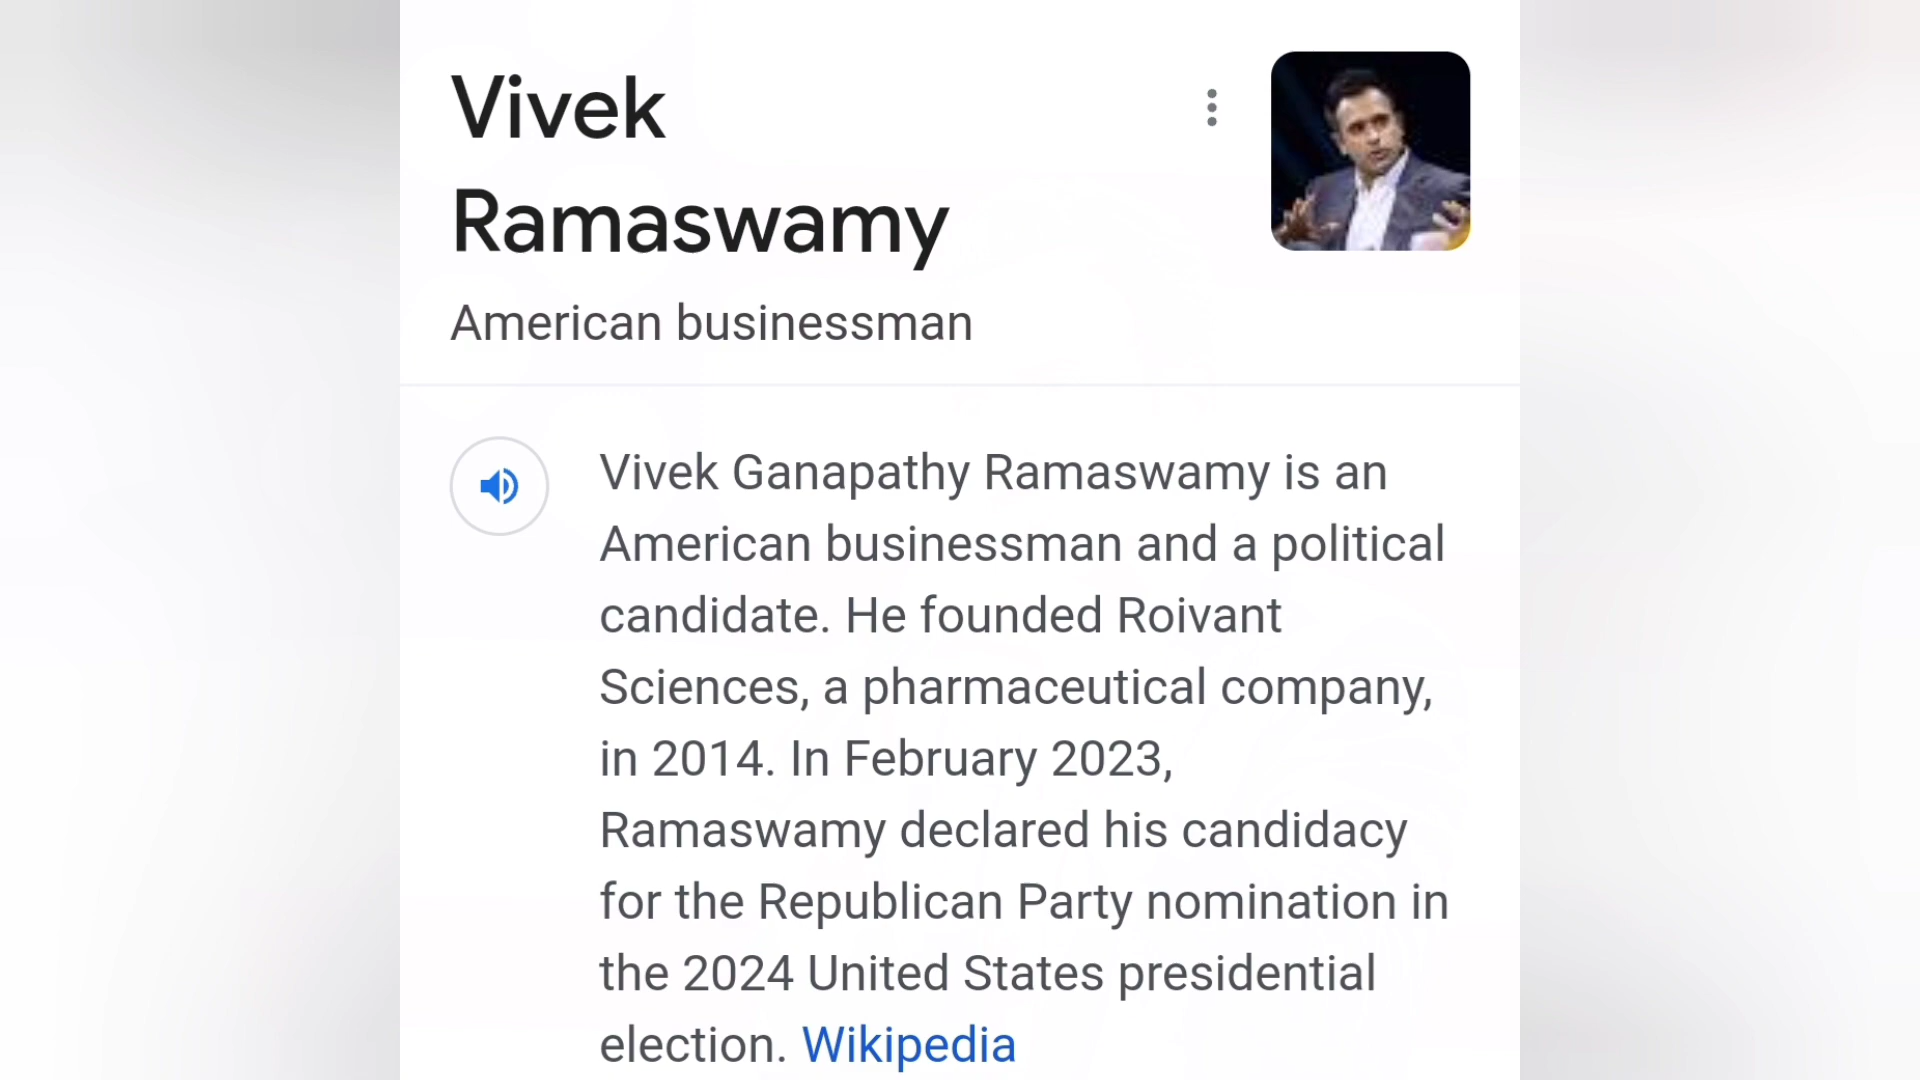 Vivek
Ramaswamy
American businessman
Vivek Ganapathy Ramaswamy is an
American businessman and a political
candidate. He founded Roivant
Sciences, a pharmaceutical company,
in 2014. In February 2023,
Ramaswamy declared his candidacy
for the Republican Party nomination in
the 2024 United States presidential
election. Wikipedia